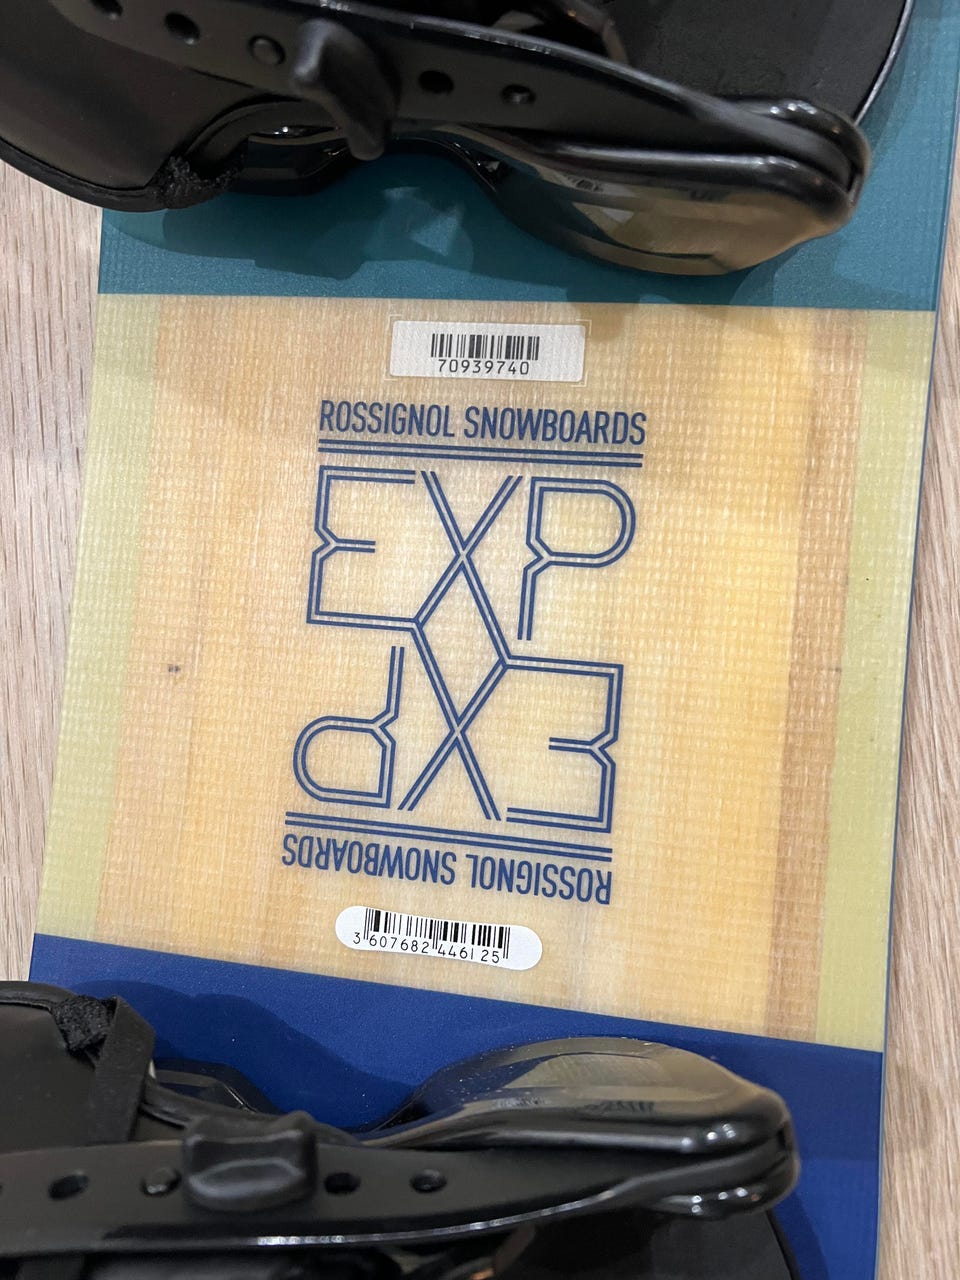 70939740
ROSSIGNOL SNOWBOARDS
EXP
EXP
ROSSIGNOL SNOWBOARDS
3 607682 446125